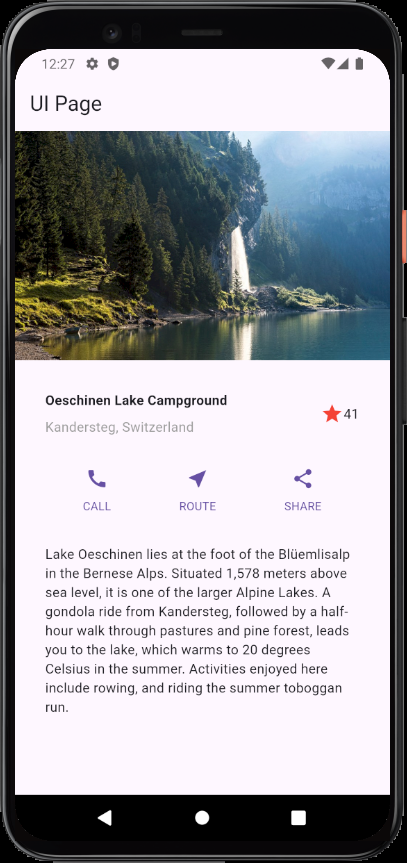 12:27
UI Page
Oeschinen Lake Campground
Kandersteg, Switzerland
41
CALL
ROUTE
SHARE
Lake Oeschinen lies at the foot of the Blüemlisalp
in the Bernese Alps. Situated 1,578 meters above
sea level, it is one of the larger Alpine Lakes. A
gondola ride from Kandersteg, followed by a half-
hour walk through pastures and pine forest, leads
you to the lake, which warms to 20 degrees
Celsius in the summer. Activities enjoyed here
include rowing, and riding the summer toboggan
run.